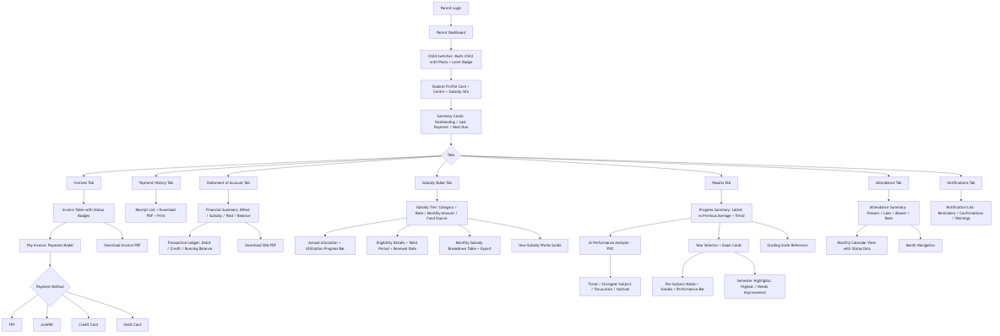 Parent Login
Parent Dashboard
Child Switcher: Multi-Child
with Photo + Level Badge
Student Profile Card +
Centre + Subsidy Info
Summary Cards:
Outstanding / Last
Payment / Next Due
Tabs
Invoices Tab
Payment History Tab
Statement of Account Tab
Subsidy Zakat Tab
Results Tab
Attendance Tab
Notifications Tab
Invoice Table with Status
Badges
Receipt List + Download
PDF + Print
Financial Summary: Billed
/ Subsidy / Paid / Balance
Subsidy Tier: Category /
Rate / Monthly Amount /
Fund Source
Progress Summary: Latest
vs Previous Average + Trend
Attendance Summary:
Present / Late / Absent +
Rate
Notification List:
Reminders / Confirmations
/ Warnings
Pay Invoice: Payment Modal
Download Invoice PDF
Transaction Ledger: Debit
/ Credit / Running Balance
Download SOA PDF
Annual Allocation +
Utilization Progress Bar
Eligibility Details + Valid
Period + Renewal Date
Monthly Subsidy
Breakdown Table + Export
How Subsidy Works Guide
AI Performance Analysis -
POC
Year Selector + Exam Cards
Grading Scale Reference
Monthly Calendar View
with Status Dots
Month Navigation
Payment Method
Trend / Strongest Subject
/ Focus Area / Outlook
Per-Subject Marks +
Grades + Performance Bar
Semester Highlights:
Highest / Needs
Improvement
FPX
JomPAY
Credit Card
Debit Card